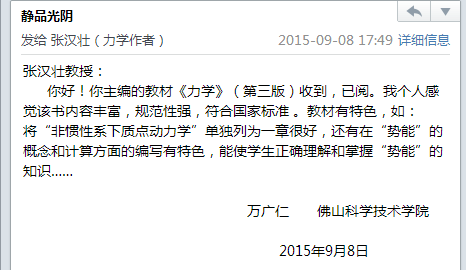 静品光阴
发给 张汉壮（力学作者） 2015-09-08 17:49 详细信息
张汉壮教授：
你好！你主编的教材《力学》（第三版）收到，已阅。我个人感
觉该书内容丰富，规范性强，符合国家标准 。教材有特色，如：
将“非惯性系下质点动力学”单独列为一章很好，还有在“势能”的
概念和计算方面的编写有特色，能使学生正确理解和掌握“势能”的
知识......
万广仁 佛山科学技术学院
2015年9月8日